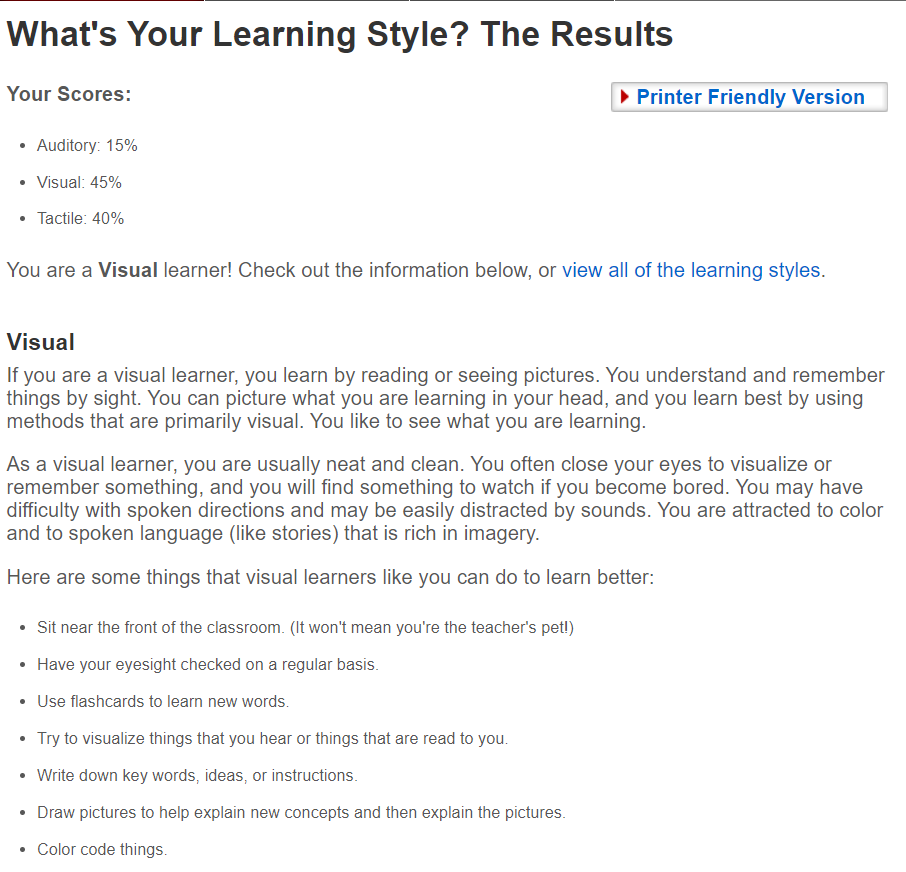 What's Your Learning Style? The Results
Your Scores:
Printer Friendly Version
Auditory: 15%
Visual: 45%
Tactile: 40%
You are a Visual learner! Check out the information below, or view all of the learning styles.
Visual
If you are a visual learner, you learn by reading or seeing pictures. You understand and remember
things by sight. You can picture what you are learning in your head, and you learn best by using
methods that are primarily visual. You like to see what you are learning.
As a visual learner, you are usually neat and clean. You often close your eyes to visualize or
remember something, and you will find something to watch if you become bored. You may have
difficulty with spoken directions and may be easily distracted by sounds. You are attracted to color
and to spoken language (like stories) that is rich in imagery.
Here are some things that visual learners like you can do to learn better:
Sit near the front of the classroom. (It won't mean you're the teacher's pet!)
Have your eyesight checked on a regular basis.
Use flashcards to learn new words.
Try to visualize things that you hear or things that are read to you.
Write down key words, ideas, or instructions.
Draw pictures to help explain new concepts and then explain the pictures.
Color code things.